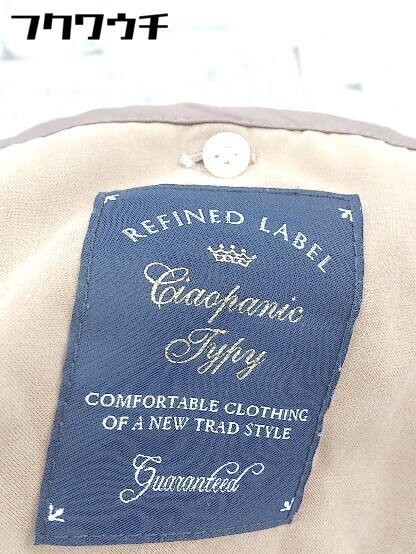 フクワウチ
REFINED LABEL
Ciaopanic
Typy
COMFORTABLE CLOTHING
OF A NEW TRAD STYLE
Guaranteed